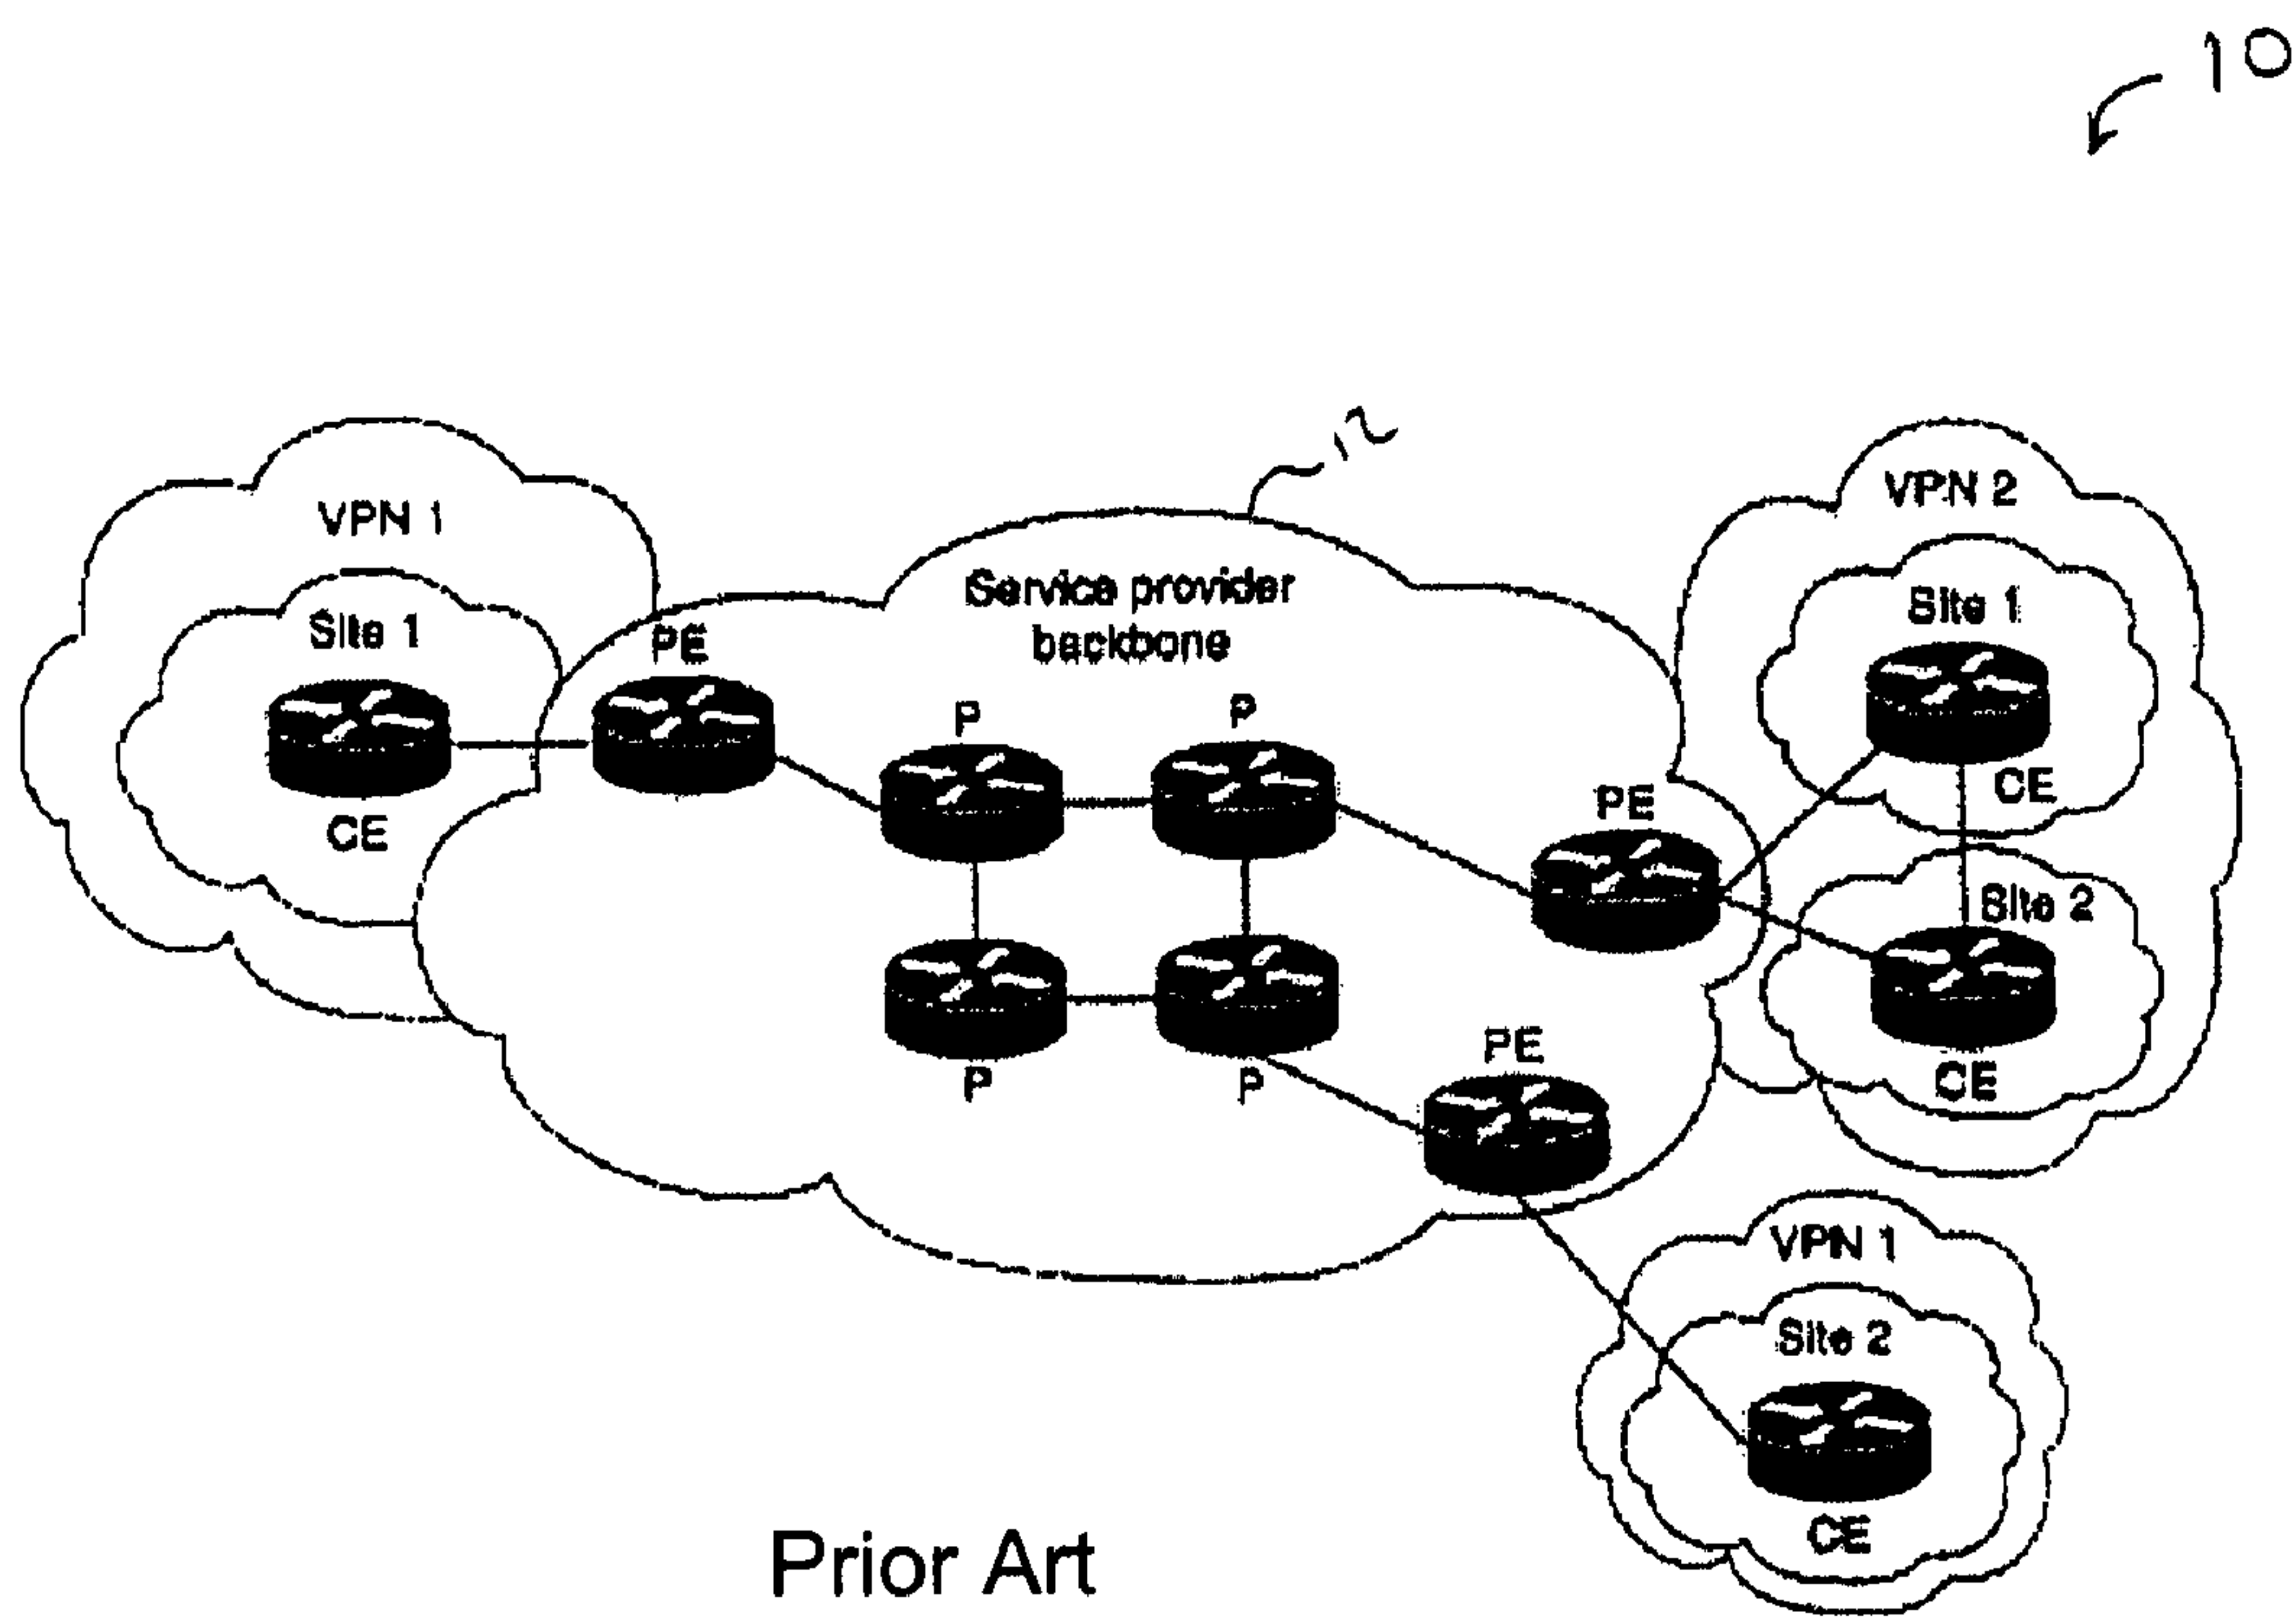 10
12
VPN 1
VPN 2
Service provider
backbone
Site 1
Site 1
PE
P
P
CE
PE
CE
Site 2
PE
P
P
CE
VPN 1
Site 2
CE
Prior Art